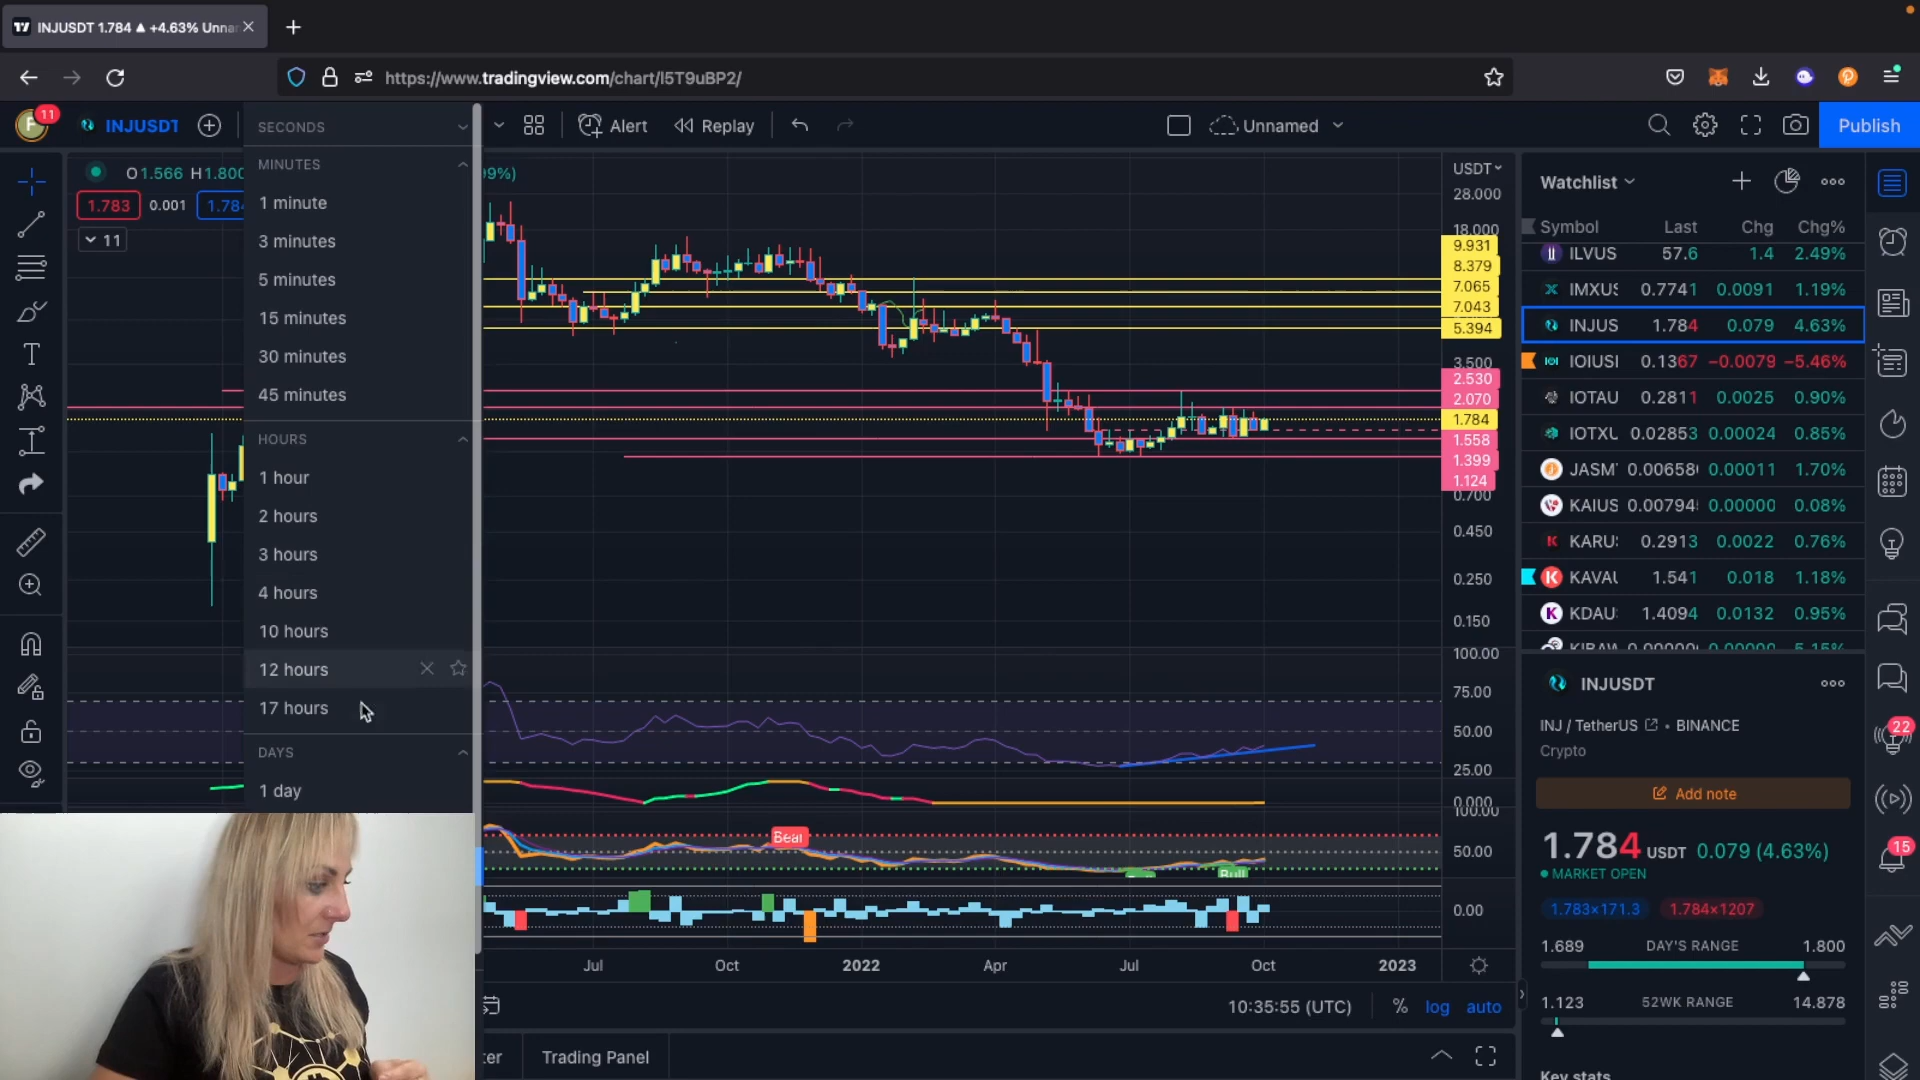 INJUSDT 1.784 ▲ +4.63% Unna
https://www.tradingview.com/chart/I5T9uBP2/
11
INJUSDT
Alert
Replay
Unnamed
Publish
O1.566 H1.800
99%)
1.783
0.001
1.784
11
SECONDS
MINUTES
1 minute
3 minutes
5 minutes
15 minutes
30 minutes
45 minutes
HOURS
1 hour
2 hours
3 hours
4 hours
10 hours
12 hours
17 hours
DAYS
1 day
USDT
28.000
18.000
9.931
8.379
7.065
7.043
5.394
3.500
2.530
2.070
1.784
1.558
1.399
1.124
0.700
0.450
0.250
0.150
100.00
75.00
50.00
25.00
0.000
100.00
50.00
0.00
Bear
Bull
Jul
Oct
2022
Apr
Jul
Oct
2023
10:35:55 (UTC)
%
log
auto
ter
Trading Panel
Watchlist
Symbol Last Chg Chg%
ILVUS 57.6 1.4 2.49%
IMXUS 0.7741 0.0091 1.19%
INJUS 1.784 0.079 4.63%
IOIUSI 0.1367 −0.0079 −5.46%
IOTAU 0.2811 0.0025 0.90%
IOTXU 0.02853 0.00024 0.85%
JASM 0.00658 0.00011 1.70%
KAIUS 0.00794 0.00000 0.08%
KARU 0.2913 0.0022 0.76%
KAVAU 1.541 0.018 1.18%
KDAU 1.4094 0.0132 0.95%
INJUSDT
INJ / TetherUS • BINANCE
Crypto
Add note
1.784 USDT 0.079 (4.63%)
MARKET OPEN
1.783×171.3
1.784×1207
1.689 DAY'S RANGE 1.800
1.123 52WK RANGE 14.878
Key stats
22
15